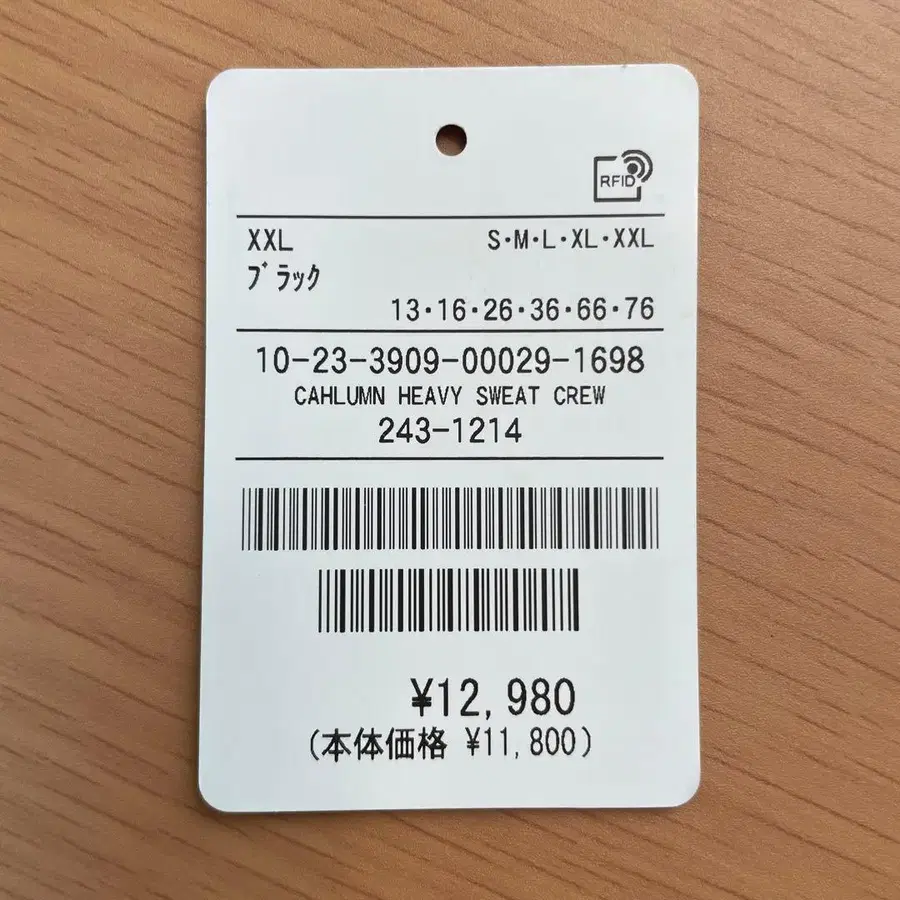 RFID
XXL S・M・L・XL・XXL
ﾌﾞﾗｯｸ
13・16・26・36・66・76
10-23-3909-00029-1698
CAHLUMN HEAVY SWEAT CREW
243-1214
¥12,980
(本体価格 ¥11,800)